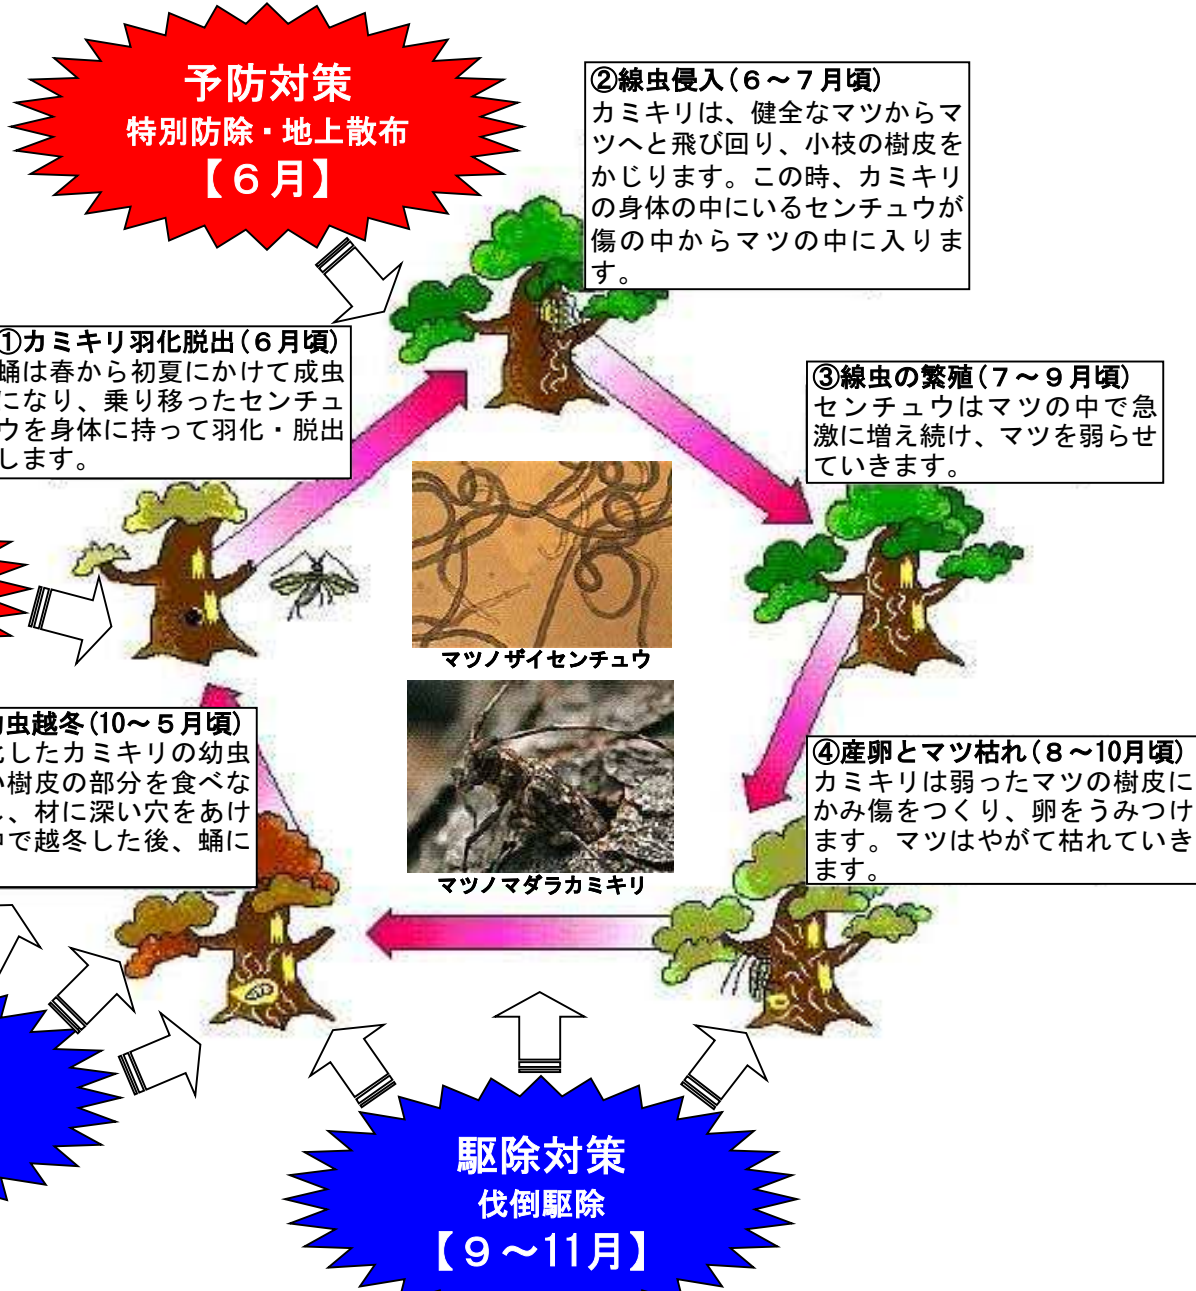 予防対策
特別防除・地上散布
【６月】
②線虫侵入(６～７月頃)
カミキリは、健全なマツからマ
ツへと飛び回り、小枝の樹皮を
かじります。この時、カミキリ
の身体の中にいるセンチュウが
傷の中からマツの中に入りま
す。
①カミキリ羽化脱出(６月頃)
蛹は春から初夏にかけて成虫
になり、乗り移ったセンチュ
ウを身体に持って羽化・脱出
します。
③線虫の繁殖(７～９月頃)
センチュウはマツの中で急
激に増え続け、マツを弱らせ
ていきます。
マツノザイセンチュウ
虫越冬(10～５月頃)
したカミキリの幼虫
樹皮の部分を食べな
、材に深い穴をあけ
で越冬した後、蛹に
マツノマダラカミキリ
④産卵とマツ枯れ(８～10月頃)
カミキリは弱ったマツの樹皮に
かみ傷をつくり、卵をうみつけ
ます。マツはやがて枯れていき
ます。
駆除対策
伐倒駆除
【９～11月】